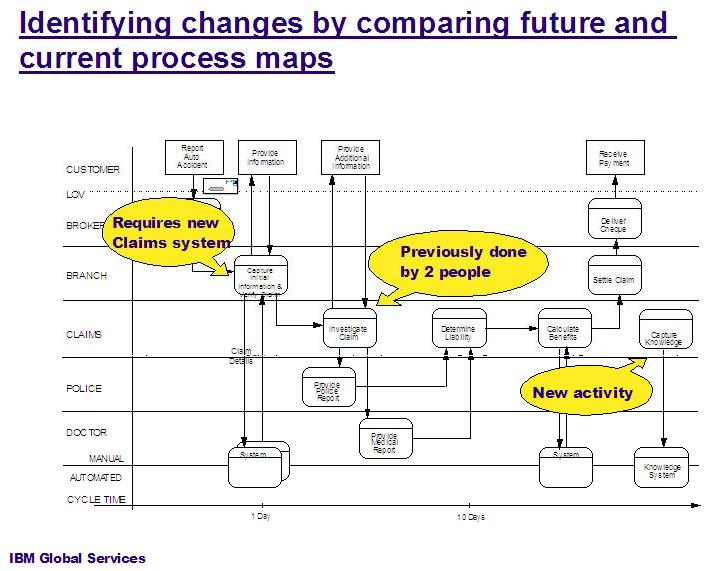 Identifying changes by comparing future and
current process maps
Report
Auto
Accident
Provide
Information
Provide
Additional
Information
Receive
Payment
CUSTOMER
LOV
BROKER
Requires new
Claims system
Deliver
Cheque
Previously done
by 2 people
BRANCH
Capture
Initial
Information &
Verify Claim
Settle Claim
CLAIMS
Investigate
Claim
Determine
Liability
Calculate
Benefits
Capture
Knowledge
Claim
Details
POLICE
Provide
Police
Report
New activity
DOCTOR
Provide
Medical
Report
MANUAL
System
System
Knowledge
System
AUTOMATED
CYCLE TIME
1 Day
10 Days
IBM Global Services